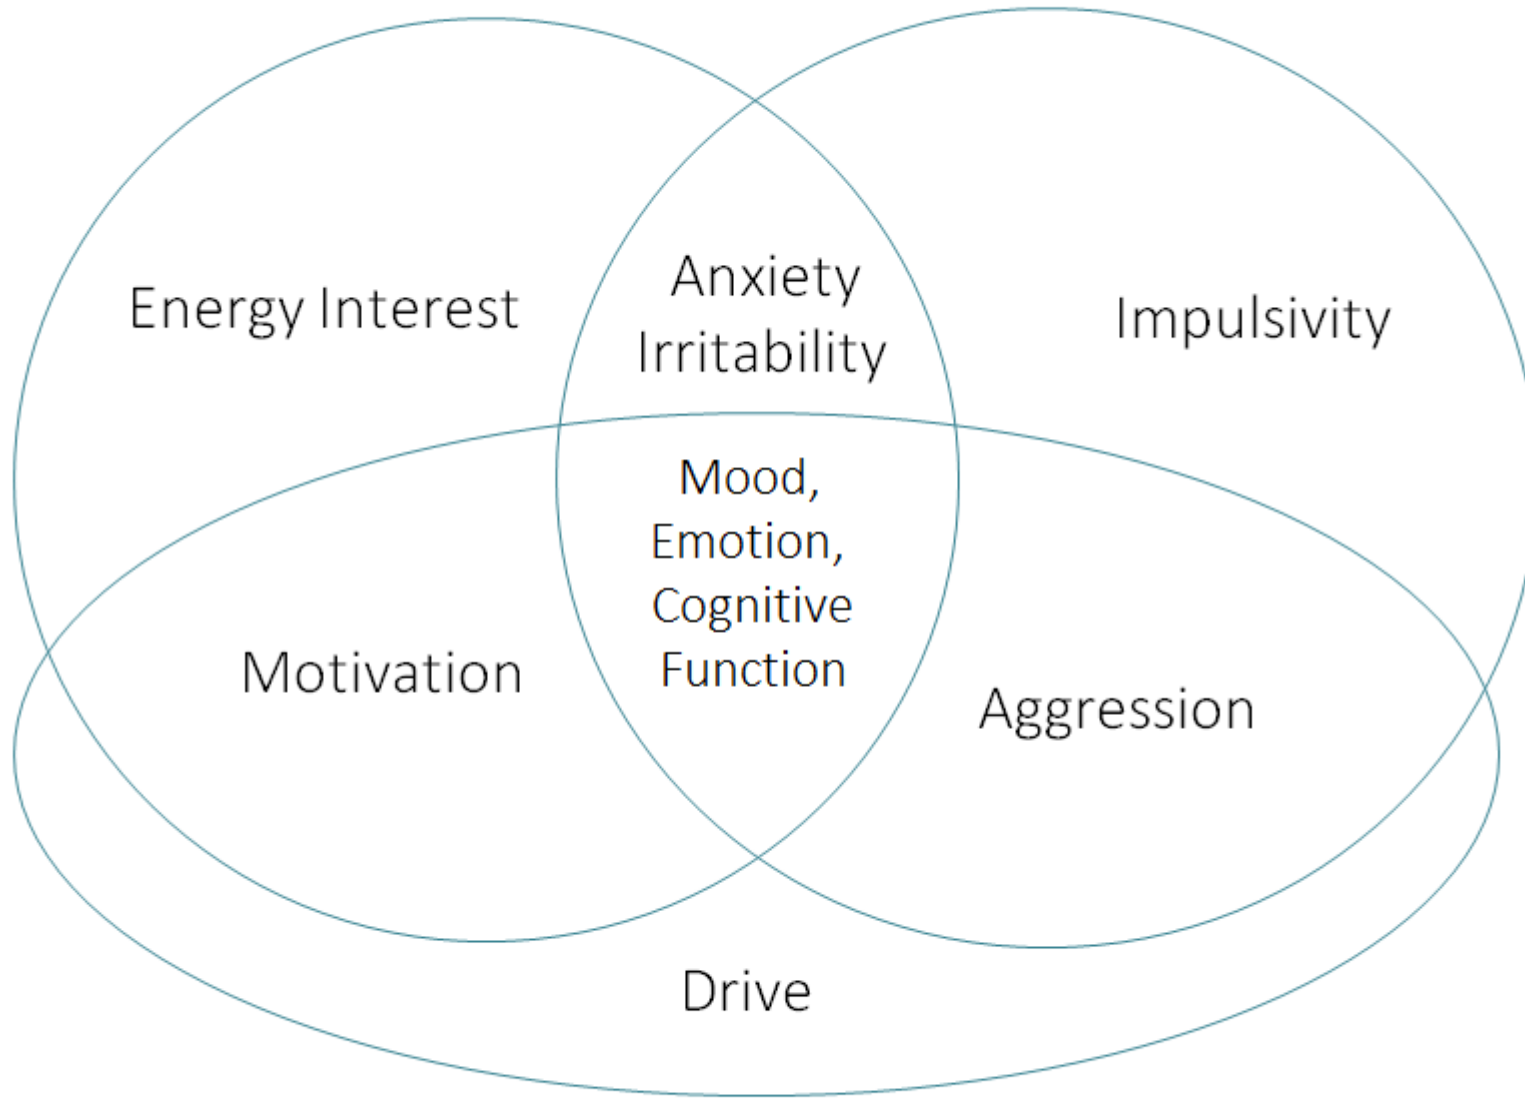 Energy Interest
Anxiety
Irritability
Impulsivity
Mood,
Emotion,
Cognitive
Function
Motivation
Aggression
Drive